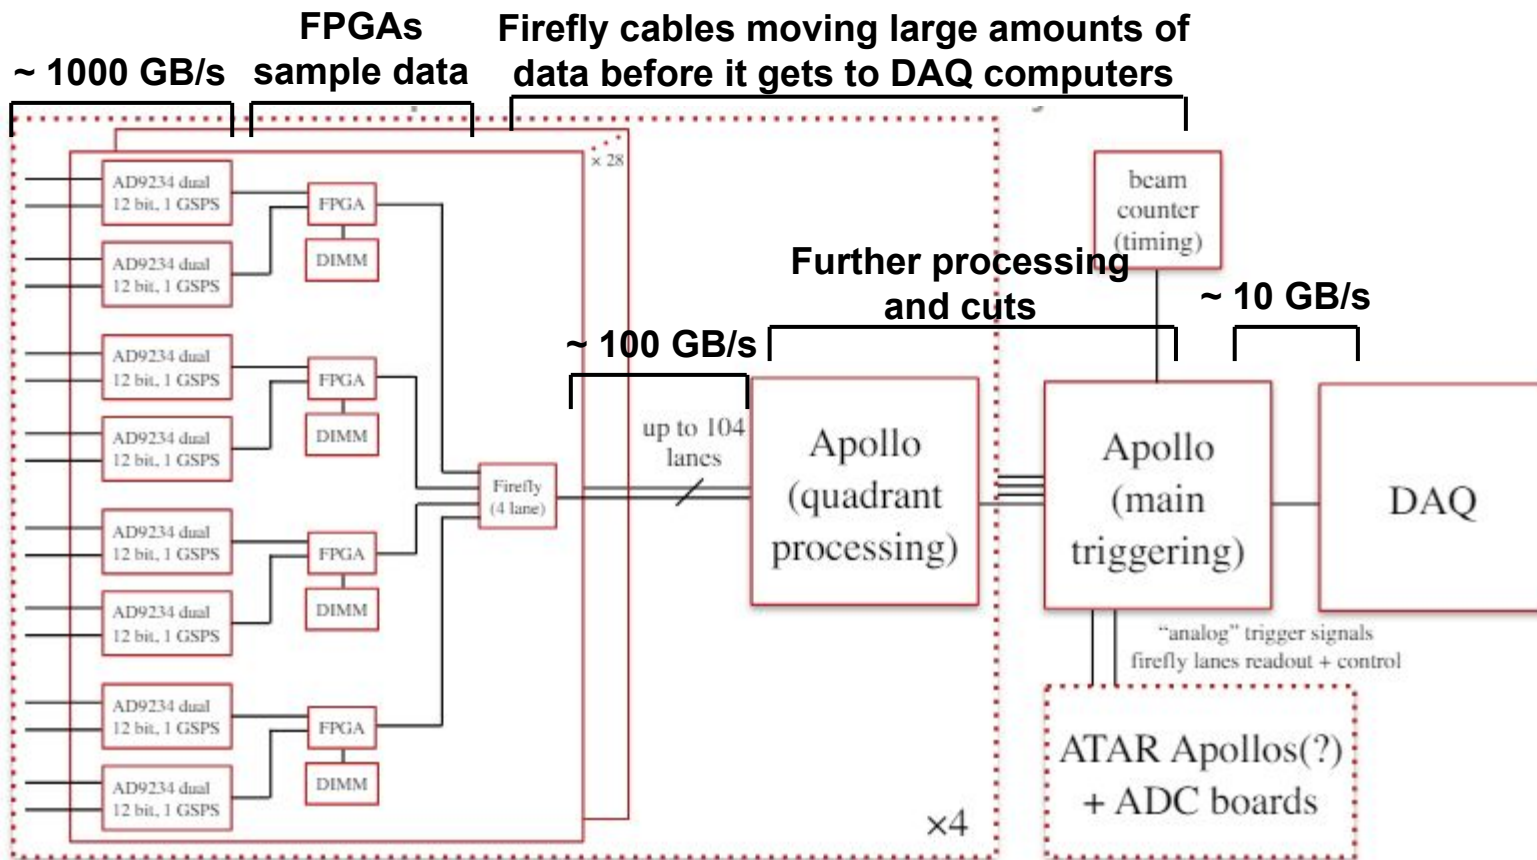 ~ 1000 GB/s
FPGAs
sample data
Firefly cables moving large amounts of
data before it gets to DAQ computers
× 28
AD9234 dual
12 bit, 1 GSPS
AD9234 dual
12 bit, 1 GSPS
FPGA
DIMM
AD9234 dual
12 bit, 1 GSPS
AD9234 dual
12 bit, 1 GSPS
FPGA
DIMM
AD9234 dual
12 bit, 1 GSPS
AD9234 dual
12 bit, 1 GSPS
FPGA
DIMM
AD9234 dual
12 bit, 1 GSPS
AD9234 dual
12 bit, 1 GSPS
FPGA
DIMM
Firefly
(4 lane)
~ 100 GB/s
up to 104
lanes
Further processing
and cuts
Apollo
(quadrant
processing)
×4
beam
counter
(timing)
Apollo
(main
triggering)
~ 10 GB/s
DAQ
“analog” trigger signals
firefly lanes readout + control
ATAR Apollos(?)
+ ADC boards